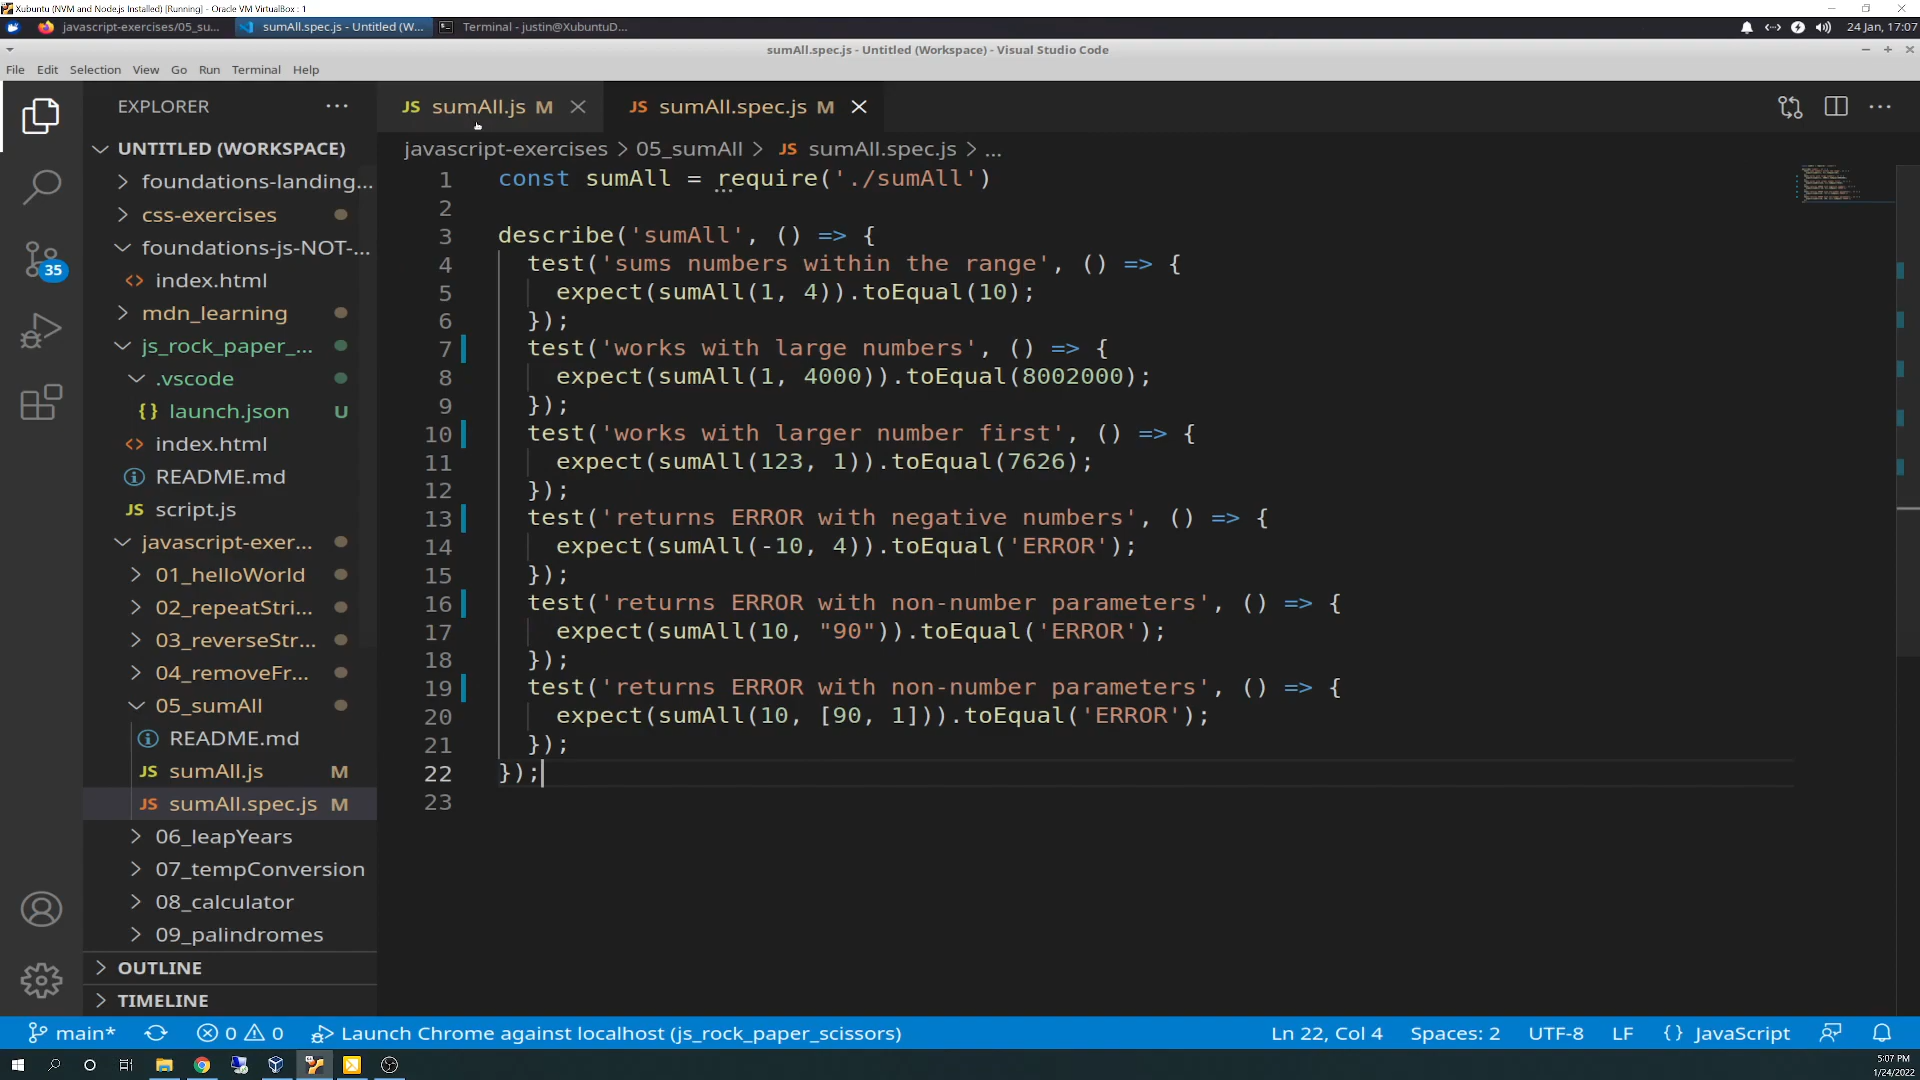 Xubuntu (NVM and Node.js Installed) [Running] - Oracle VM VirtualBox : 1
javascript-exercises/05_su...
sumAll.spec.js - Untitled (W...
Terminal - justin@XubuntuD...
24 Jan, 17:07
sumAll.spec.js - Untitled (Workspace) - Visual Studio Code
File Edit Selection View Go Run Terminal Help
EXPLORER
JS sumAll.js M
JS sumAll.spec.js M
UNTITLED (WORKSPACE)
javascript-exercises > 05_sumAll > JS sumAll.spec.js > ...
foundations-landing...
css-exercises
foundations-js-NOT-...
index.html
mdn_learning
js_rock_paper_...
.vscode
{} launch.json U
index.html
README.md
JS script.js
javascript-exer...
01_helloWorld
02_repeatStri...
03_reverseStr...
04_removeFr...
05_sumAll
README.md
JS sumAll.js M
JS sumAll.spec.js M
06_leapYears
07_tempConversion
08_calculator
09_palindromes
OUTLINE
TIMELINE
35
1 const sumAll = require('./sumAll')
2
3 describe('sumAll', () => {
4 test('sums numbers within the range', () => {
5 expect(sumAll(1, 4)).toEqual(10);
6 });
7 test('works with large numbers', () => {
8 expect(sumAll(1, 4000)).toEqual(8002000);
9 });
10 test('works with larger number first', () => {
11 expect(sumAll(123, 1)).toEqual(7626);
12 });
13 test('returns ERROR with negative numbers', () => {
14 expect(sumAll(-10, 4)).toEqual('ERROR');
15 });
16 test('returns ERROR with non-number parameters', () => {
17 expect(sumAll(10, "90")).toEqual('ERROR');
18 });
19 test('returns ERROR with non-number parameters', () => {
20 expect(sumAll(10, [90, 1])).toEqual('ERROR');
21 });
22 });
23
main* 0 0 Launch Chrome against localhost (js_rock_paper_scissors)
Ln 22, Col 4 Spaces: 2 UTF-8 LF {} JavaScript
5:07 PM
1/24/2022